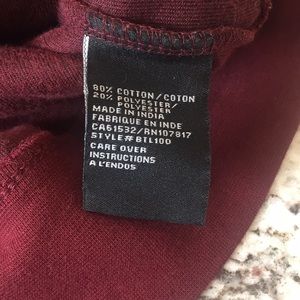 80% COTTON/COTON
20% POLYESTER/
POLYESTER
MADE IN INDIA
FABRIQUE EN INDE
CA61532/RN107817
STYLE# BTL100
CARE OVER
INSTRUCTIONS
A L'ENDOS